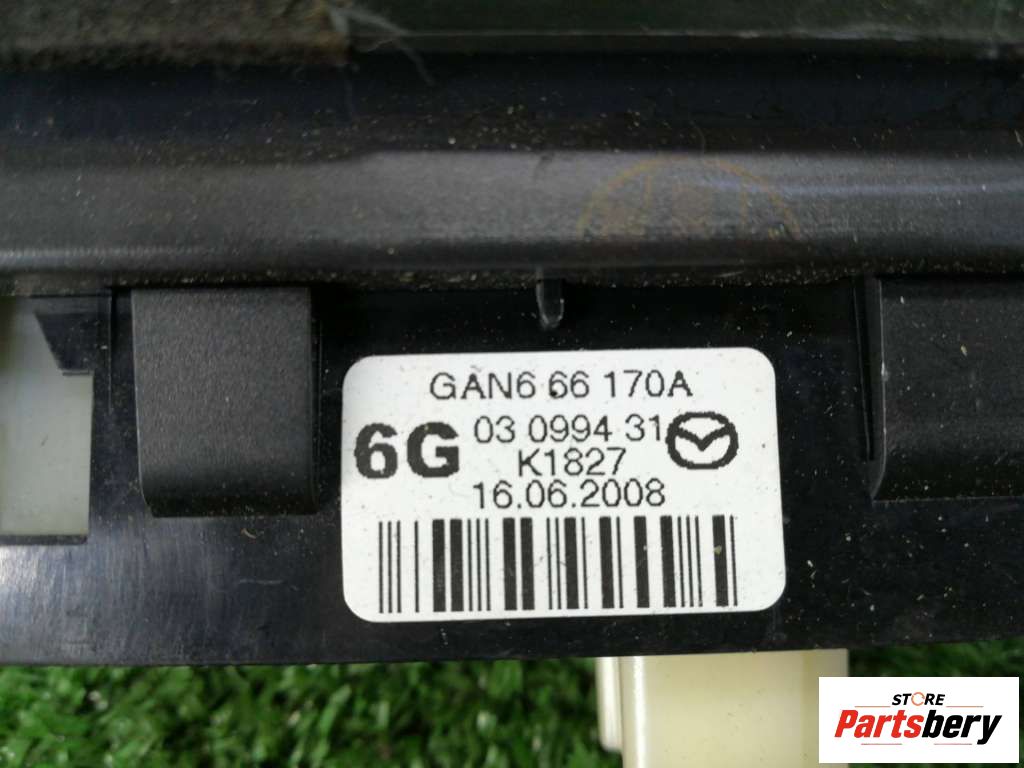 GAN6 66 170A
6G
03 0994 31
K1827
16.06.2008
STORE
Partsbery